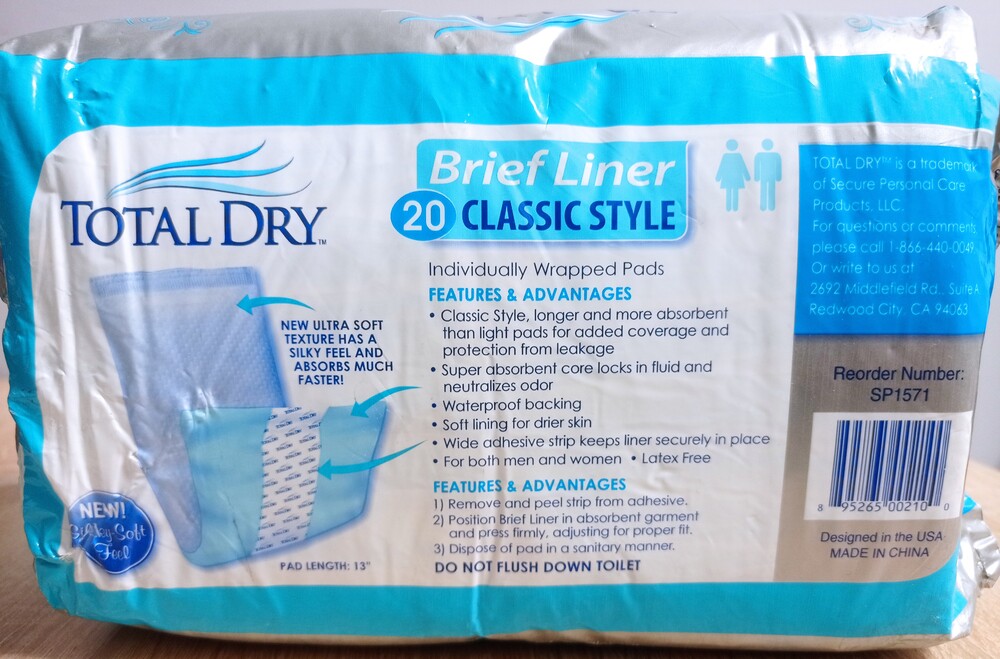 TOTAL DRY™
Brief Liner
20 CLASSIC STYLE
Individually Wrapped Pads
FEATURES & ADVANTAGES
• Classic Style, longer and more absorbent
than light pads for added coverage and
protection from leakage
• Super absorbent core locks in fluid and
neutralizes odor
• Waterproof backing
• Soft lining for drier skin
• Wide adhesive strip keeps liner securely in place
• For both men and women • Latex Free
FEATURES & ADVANTAGES
1) Remove and peel strip from adhesive.
2) Position Brief Liner in absorbent garment
and press firmly, adjusting for proper fit.
3) Dispose of pad in a sanitary manner.
DO NOT FLUSH DOWN TOILET
NEW ULTRA SOFT
TEXTURE HAS A
SILKY FEEL AND
ABSORBS MUCH
FASTER!
NEW!
Silky-Soft
Feel
PAD LENGTH: 13"
TOTAL DRY™ is a trademark
of Secure Personal Care
Products, LLC.
For questions or comments,
please call 1-866-440-0049
Or write to us at
2692 Middlefield Rd., Suite A
Redwood City, CA 94063
Reorder Number:
SP1571
8 95265 00210 0
Designed in the USA
MADE IN CHINA